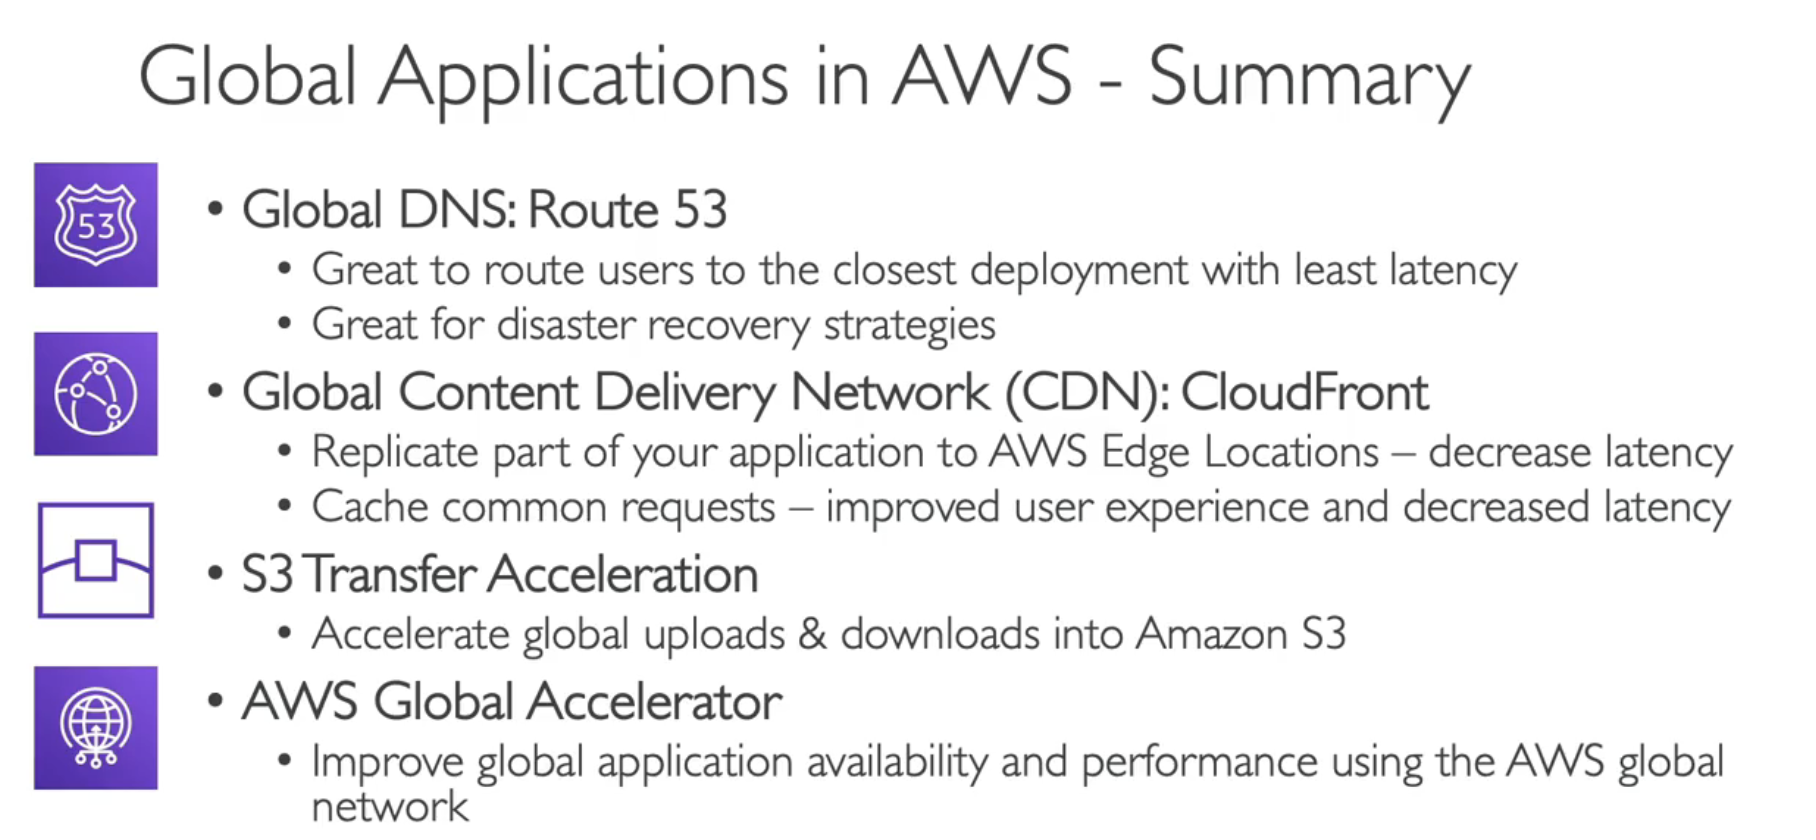 Global Applications in AWS - Summary
53
• Global DNS: Route 53
• Great to route users to the closest deployment with least latency
• Great for disaster recovery strategies
• Global Content Delivery Network (CDN): CloudFront
• Replicate part of your application to AWS Edge Locations – decrease latency
• Cache common requests – improved user experience and decreased latency
• S3 Transfer Acceleration
• Accelerate global uploads & downloads into Amazon S3
• AWS Global Accelerator
• Improve global application availability and performance using the AWS global
network